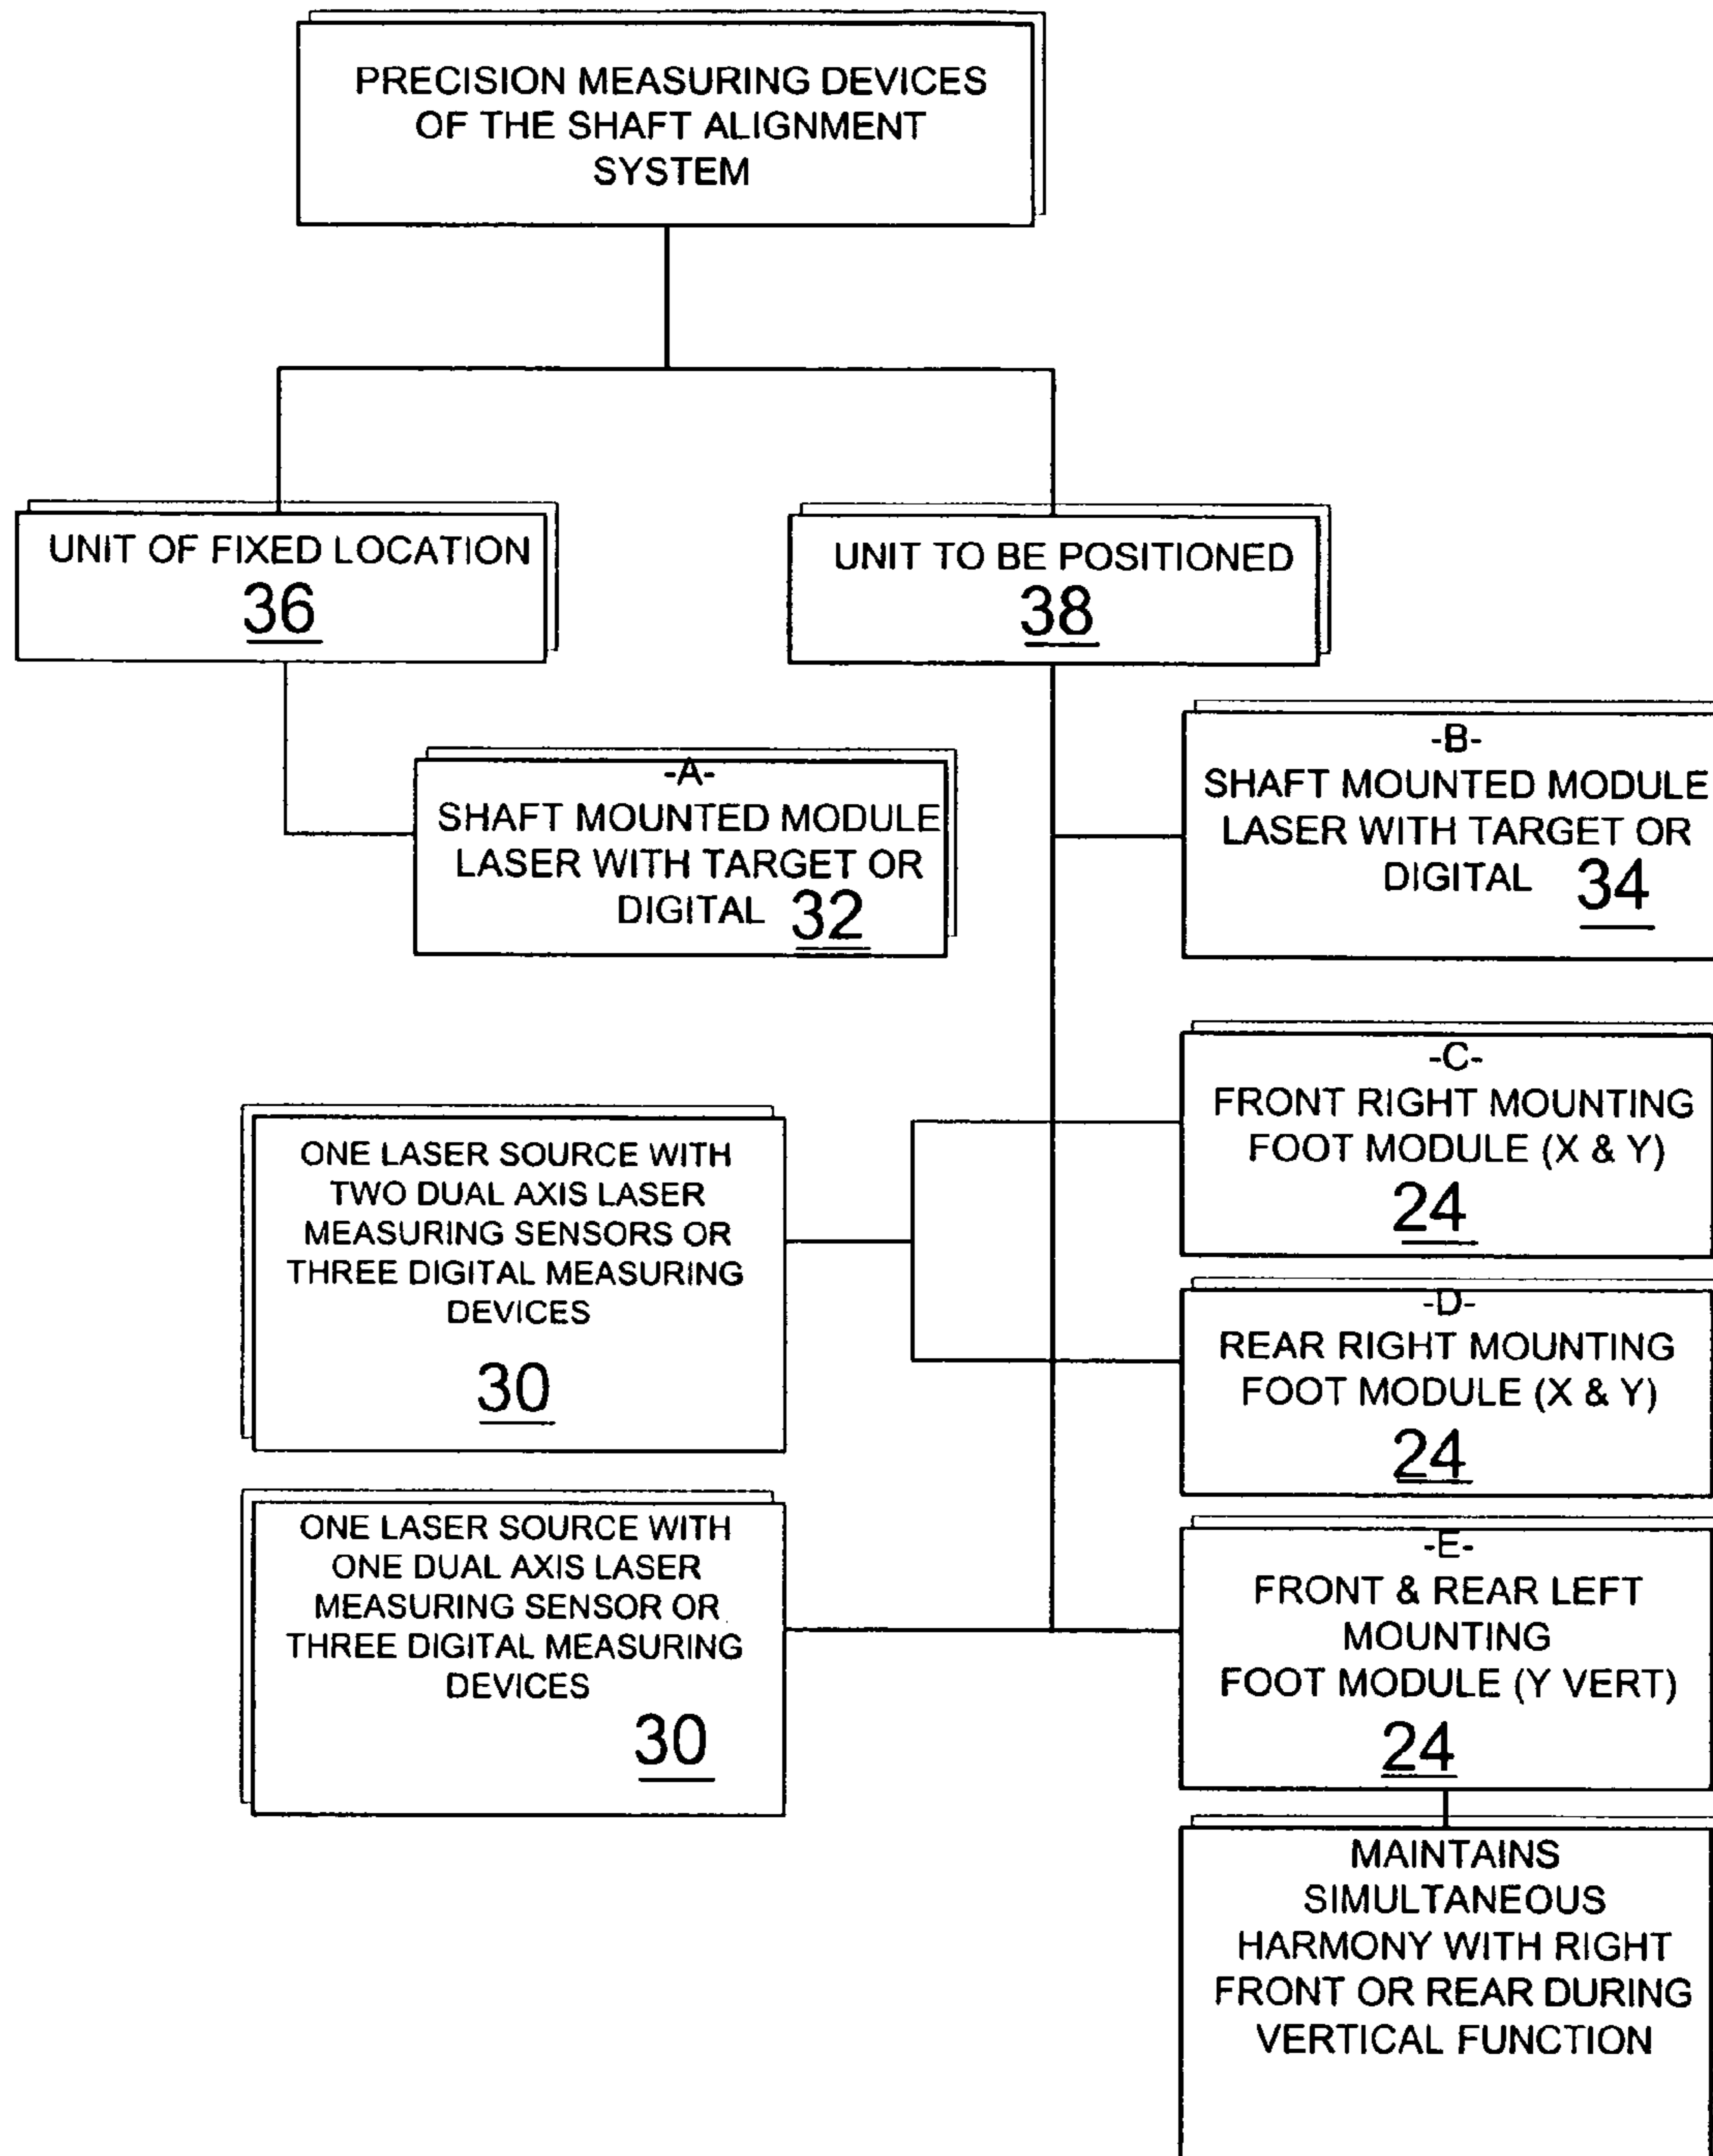 PRECISION MEASURING DEVICES
OF THE SHAFT ALIGNMENT
SYSTEM
UNIT OF FIXED LOCATION
36
UNIT TO BE POSITIONED
38
-A-
SHAFT MOUNTED MODULE
LASER WITH TARGET OR
DIGITAL 32
-B-
SHAFT MOUNTED MODULE
LASER WITH TARGET OR
DIGITAL 34
-C-
FRONT RIGHT MOUNTING
FOOT MODULE (X & Y)
24
ONE LASER SOURCE WITH
TWO DUAL AXIS LASER
MEASURING SENSORS OR
THREE DIGITAL MEASURING
DEVICES
30
-D-
REAR RIGHT MOUNTING
FOOT MODULE (X & Y)
24
ONE LASER SOURCE WITH
ONE DUAL AXIS LASER
MEASURING SENSOR OR
THREE DIGITAL MEASURING
DEVICES
30
-E-
FRONT & REAR LEFT
MOUNTING
FOOT MODULE (Y VERT)
24
MAINTAINS
SIMULTANEOUS
HARMONY WITH RIGHT
FRONT OR REAR DURING
VERTICAL FUNCTION